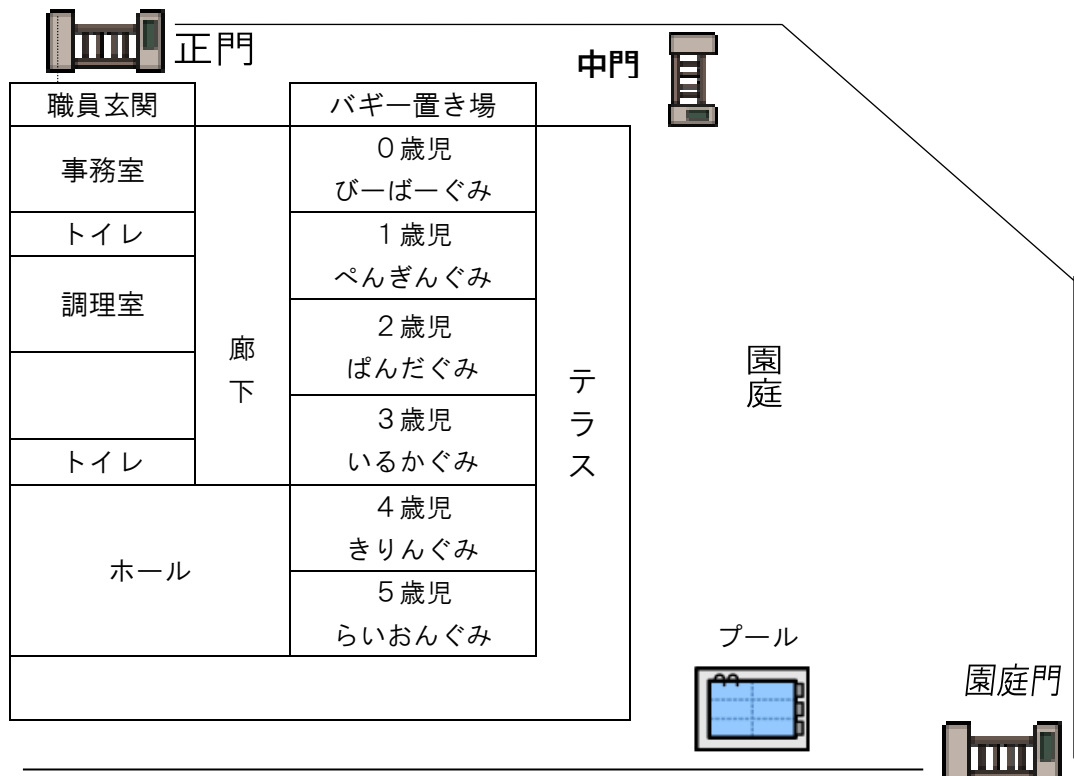 正門
中門
職員玄関
バギー置き場
事務室
0歳児
びーばーぐみ
トイレ
1歳児
ぺんぎんぐみ
調理室
2歳児
ぱんだぐみ
廊下
テラス
園庭
3歳児
いるかぐみ
トイレ
4歳児
きりんぐみ
ホール
5歳児
らいおんぐみ
プール
園庭門